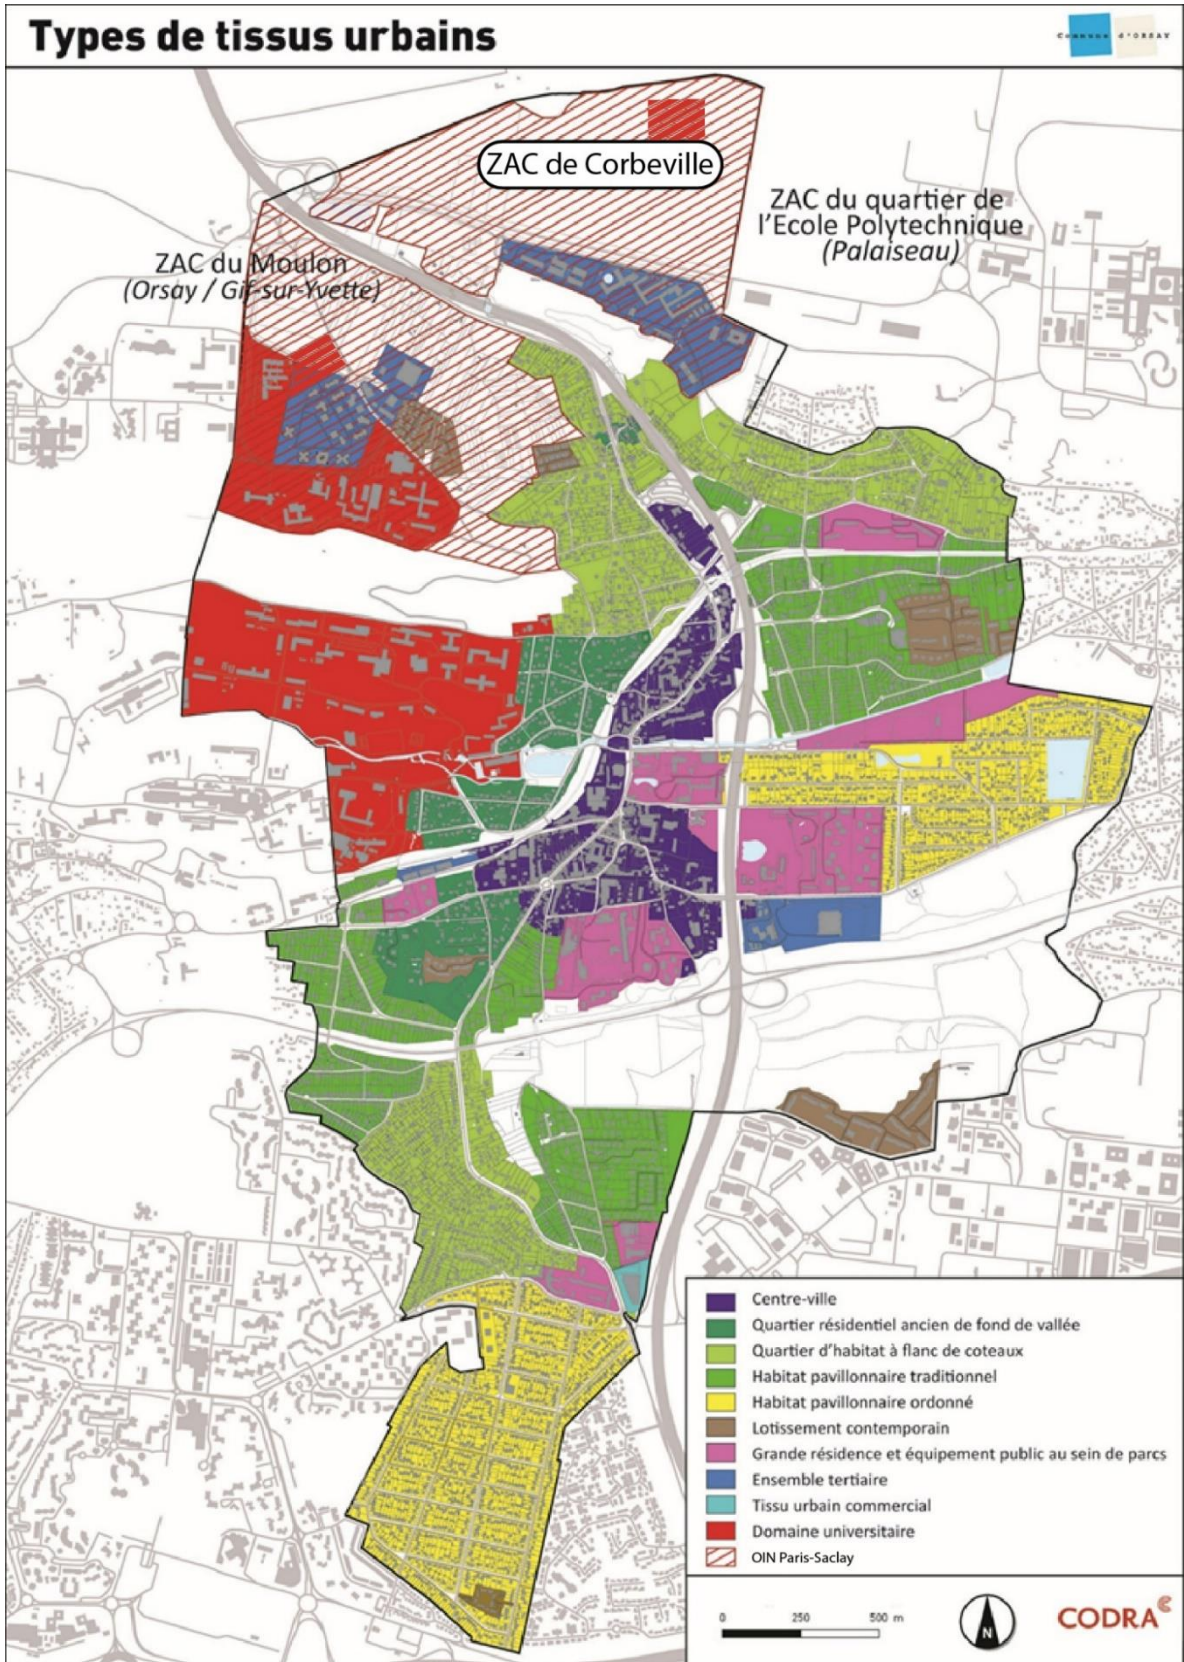 Types de tissus urbains
Commune d'ORSAY
ZAC de Corbeville
ZAC du quartier de
l'Ecole Polytechnique
(Palaiseau)
ZAC du Moulon
(Orsay / Gif-sur-Yvette)
Centre-ville
Quartier résidentiel ancien de fond de vallée
Quartier d'habitat à flanc de coteaux
Habitat pavillonnaire traditionnel
Habitat pavillonnaire ordonné
Lotissement contemporain
Grande résidence et équipement public au sein de parcs
Ensemble tertiaire
Tissu urbain commercial
Domaine universitaire
OIN Paris-Saclay
0 250 500 m
N
CODRA